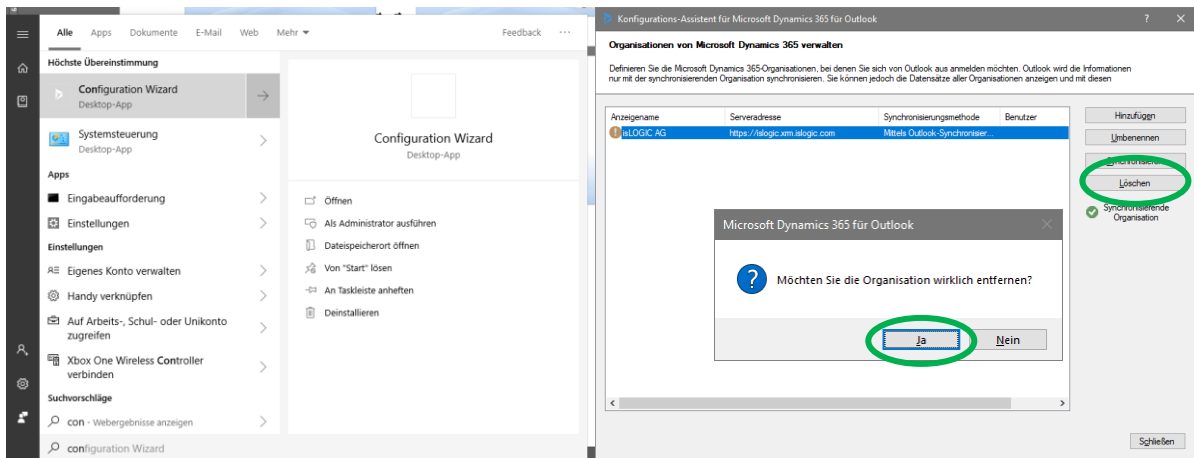 Alle Apps Dokumente E-Mail Web Mehr Feedback ...
Höchste Übereinstimmung
Configuration Wizard
Desktop-App
Systemsteuerung
Desktop-App
Apps
Eingabeaufforderung
Einstellungen
Einstellungen
Eigenes Konto verwalten
Handy verknüpfen
Auf Arbeits-, Schul- oder Unikonto
zugreifen
Xbox One Wireless Controller
verbinden
Suchvorschläge
con - Webergebnisse anzeigen
configuration Wizard
Configuration Wizard
Desktop-App
Öffnen
Als Administrator ausführen
Dateispeicherort öffnen
Von "Start" lösen
An Taskleiste anheften
Deinstallieren
Konfigurations-Assistent für Microsoft Dynamics 365 für Outlook ? ×
Organisationen von Microsoft Dynamics 365 verwalten
Definieren Sie die Microsoft Dynamics 365-Organisationen, bei denen Sie sich von Outlook aus anmelden möchten. Outlook wird die Informationen
nur mit der synchronisierenden Organisation synchronisieren. Sie können jedoch die Datensätze aller Organisationen anzeigen und mit diesen
Anzeigename Serveradresse Synchronisierungsmethode Benutzer
isLOGIC AG https://islogic.xrm.islogic.com Mittels Outlook-Synchronisier...
Hinzufügen
Umbenennen
Synchronisieren
Löschen
Synchronisierende
Organisation
Microsoft Dynamics 365 für Outlook
Möchten Sie die Organisation wirklich entfernen?
Ja Nein
Schließen